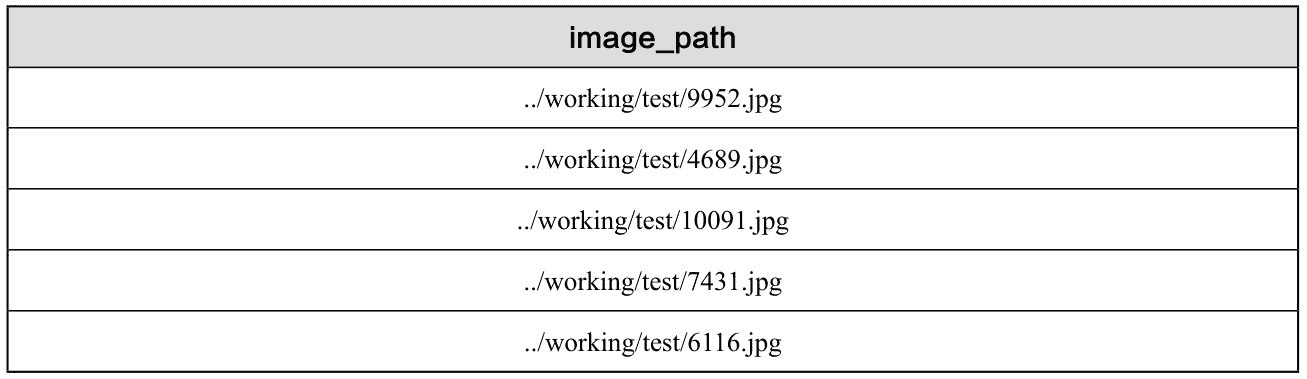 image_path
../working/test/9952.jpg
../working/test/4689.jpg
../working/test/10091.jpg
../working/test/7431.jpg
../working/test/6116.jpg